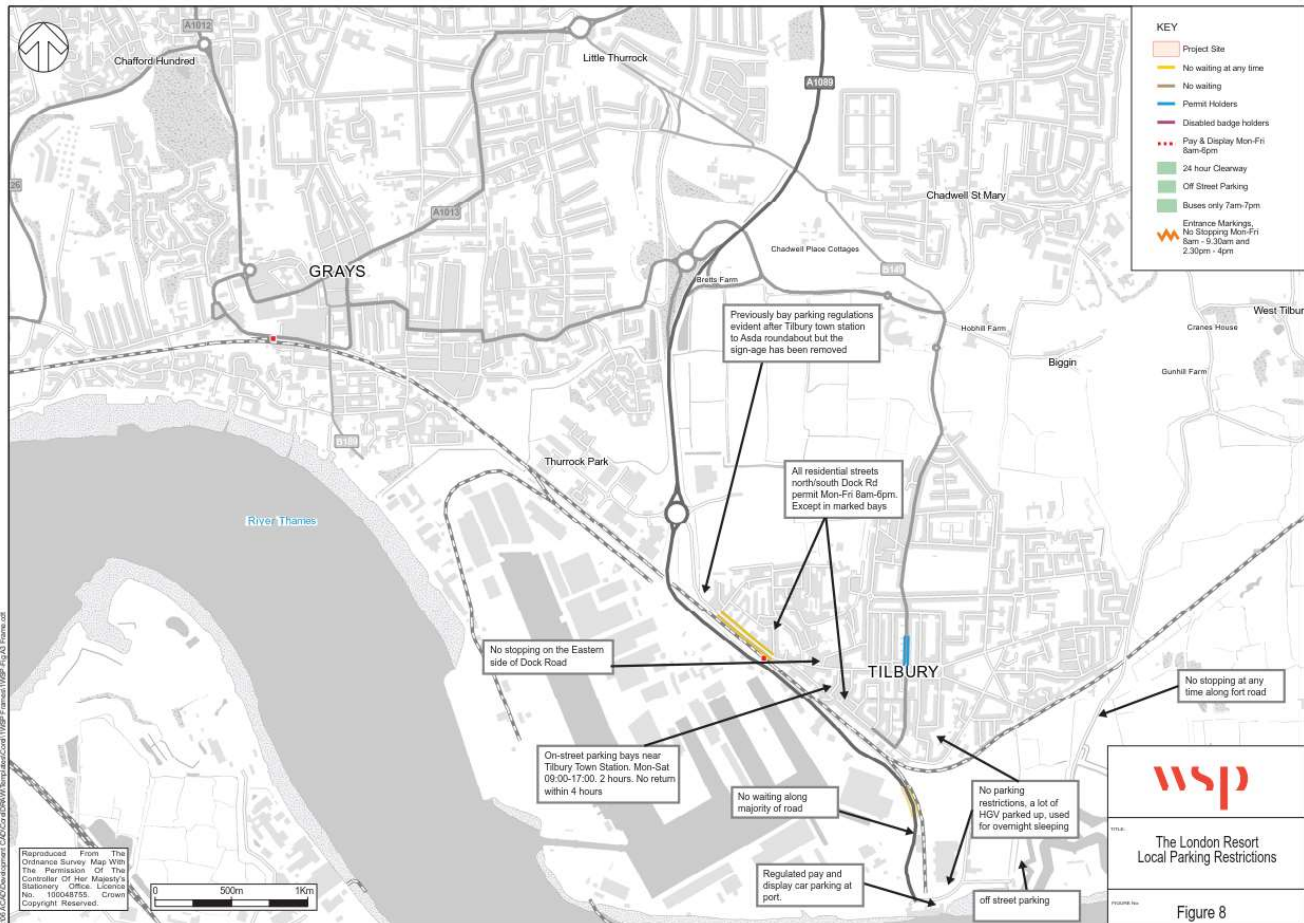 A1012
Chafford Hundred
Little Thurrock
A1089
26
A1013
Chadwell St Mary
GRAYS
Chadwell Place Cottages
Bretts Farm
B149
Hobhill Farm
Cranes House
West Tilbur
Biggin
Gunhill Farm
B189
Thurrock Park
River Thames
TILBURY
KEY
Project Site
No waiting at any time
No waiting
Permit Holders
Disabled badge holders
Pay & Display Mon-Fri
8am-6pm
24 hour Clearway
Off Street Parking
Buses only 7am-7pm
Entrance Markings,
No Stopping Mon-Fri
8am - 9.30am and
2.30pm - 4pm
Previously bay parking regulations
evident after Tilbury town station
to Asda roundabout but the
sign-age has been removed
All residential streets
north/south Dock Rd
permit Mon-Fri 8am-6pm.
Except in marked bays
No stopping on the Eastern
side of Dock Road
No stopping at any
time along fort road
On-street parking bays near
Tilbury Town Station. Mon-Sat
09:00-17:00. 2 hours. No return
within 4 hours
No waiting along
majority of road
No parking
restrictions, a lot of
HGV parked up, used
for overnight sleeping
Regulated pay and
display car parking at
port.
off street parking
Reproduced From The
Ordnance Survey Map With
The Permission Of The
Controller Of Her Majesty's
Stationery Office. Licence
No. 100048755. Crown
Copyright Reserved.
0 500m 1Km
wsp
TITLE:
The London Resort
Local Parking Restrictions
FIGURE No:
Figure 8